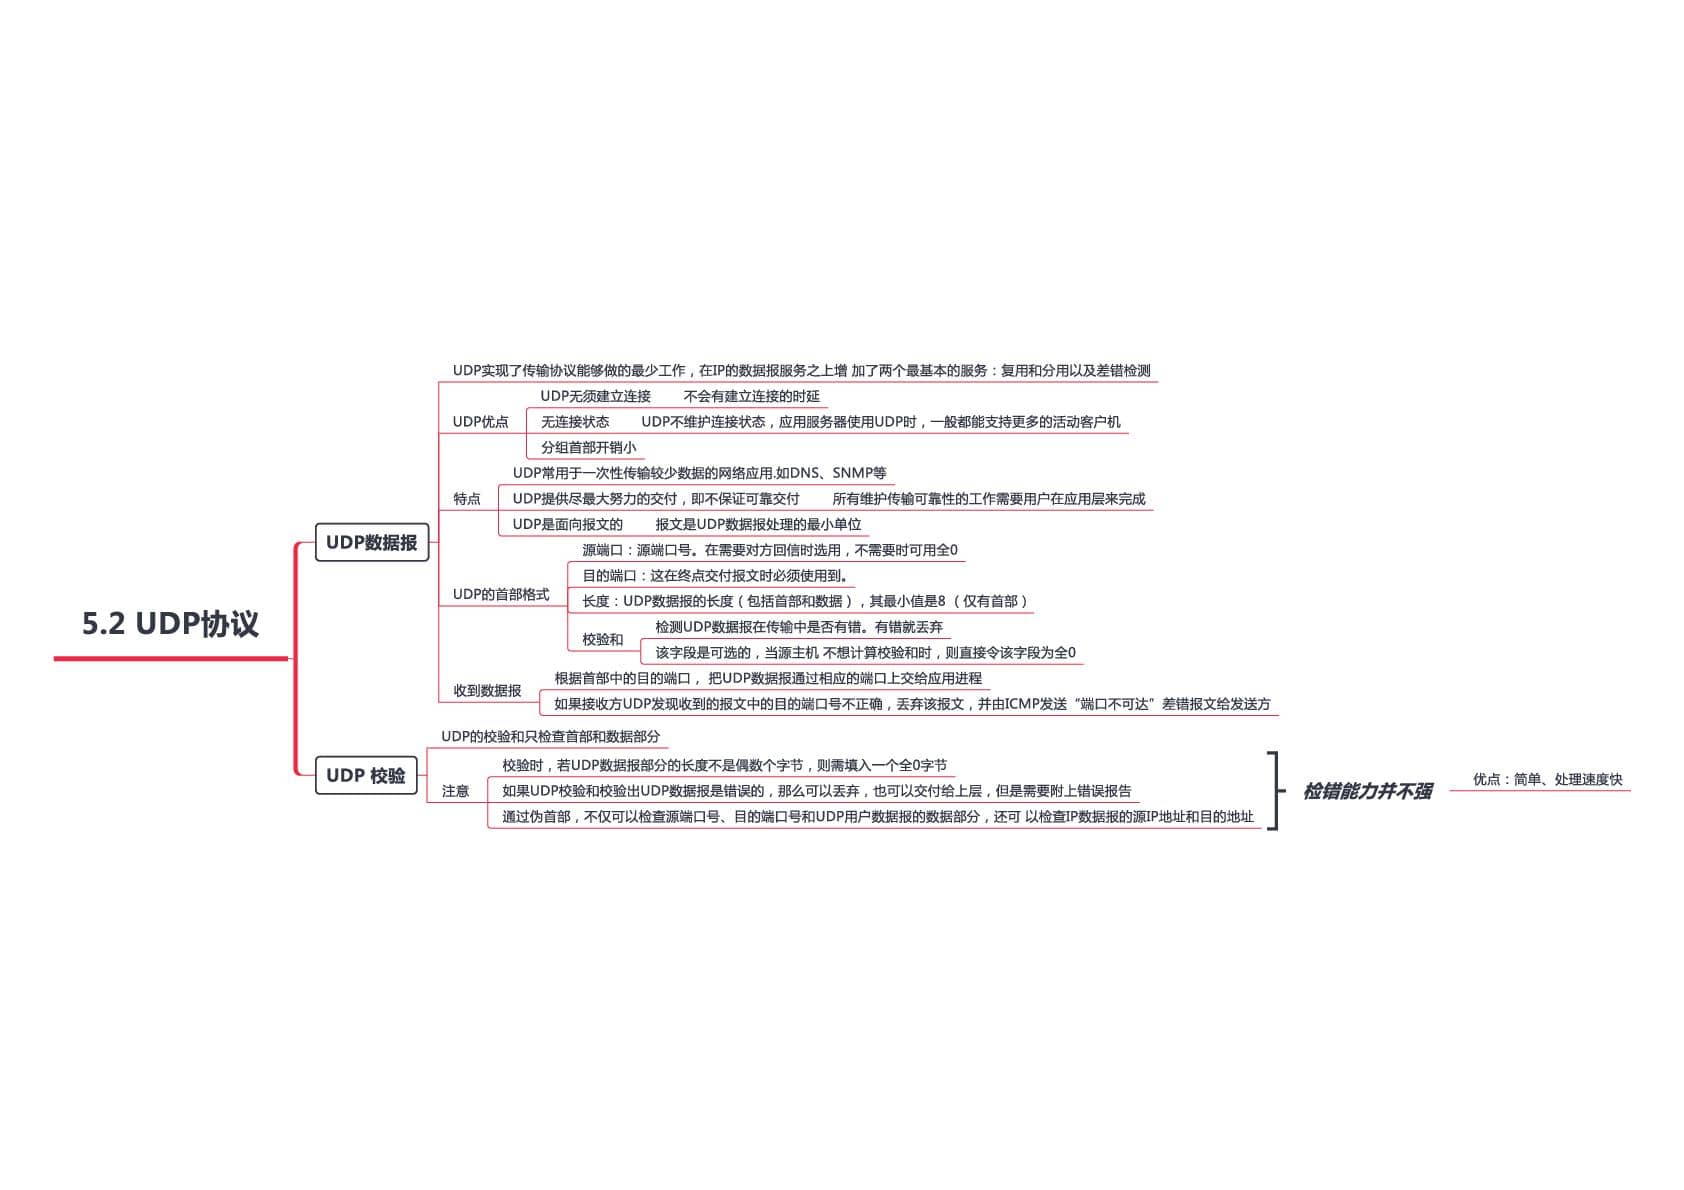 UDP实现了传输协议能够做的最少工作，在IP的数据报服务之上增 加了两个最基本的服务：复用和分用以及差错检测
UDP无须建立连接 不会有建立连接的时延
UDP优点
无连接状态 UDP不维护连接状态，应用服务器使用UDP时，一般都能支持更多的活动客户机
分组首部开销小
UDP常用于一次性传输较少数据的网络应用.如DNS、SNMP等
特点
UDP提供尽最大努力的交付，即不保证可靠交付 所有维护传输可靠性的工作需要用户在应用层来完成
UDP是面向报文的 报文是UDP数据报处理的最小单位
UDP数据报
源端口：源端口号。在需要对方回信时选用，不需要时可用全0
目的端口：这在终点交付报文时必须使用到。
UDP的首部格式
长度：UDP数据报的长度（包括首部和数据），其最小值是8 （仅有首部）
5.2 UDP协议
检测UDP数据报在传输中是否有错。有错就丢弃
校验和
该字段是可选的，当源主机 不想计算校验和时，则直接令该字段为全0
根据首部中的目的端口， 把UDP数据报通过相应的端口上交给应用进程
收到数据报
如果接收方UDP发现收到的报文中的目的端口号不正确，丢弃该报文，并由ICMP发送“端口不可达”差错报文给发送方
UDP的校验和只检查首部和数据部分
UDP 校验
校验时，若UDP数据报部分的长度不是偶数个字节，则需填入一个全0字节
注意
如果UDP校验和校验出UDP数据报是错误的，那么可以丢弃，也可以交付给上层，但是需要附上错误报告
通过伪首部，不仅可以检查源端口号、目的端口号和UDP用户数据报的数据部分，还可 以检查IP数据报的源IP地址和目的地址
检错能力并不强
优点：简单、处理速度快